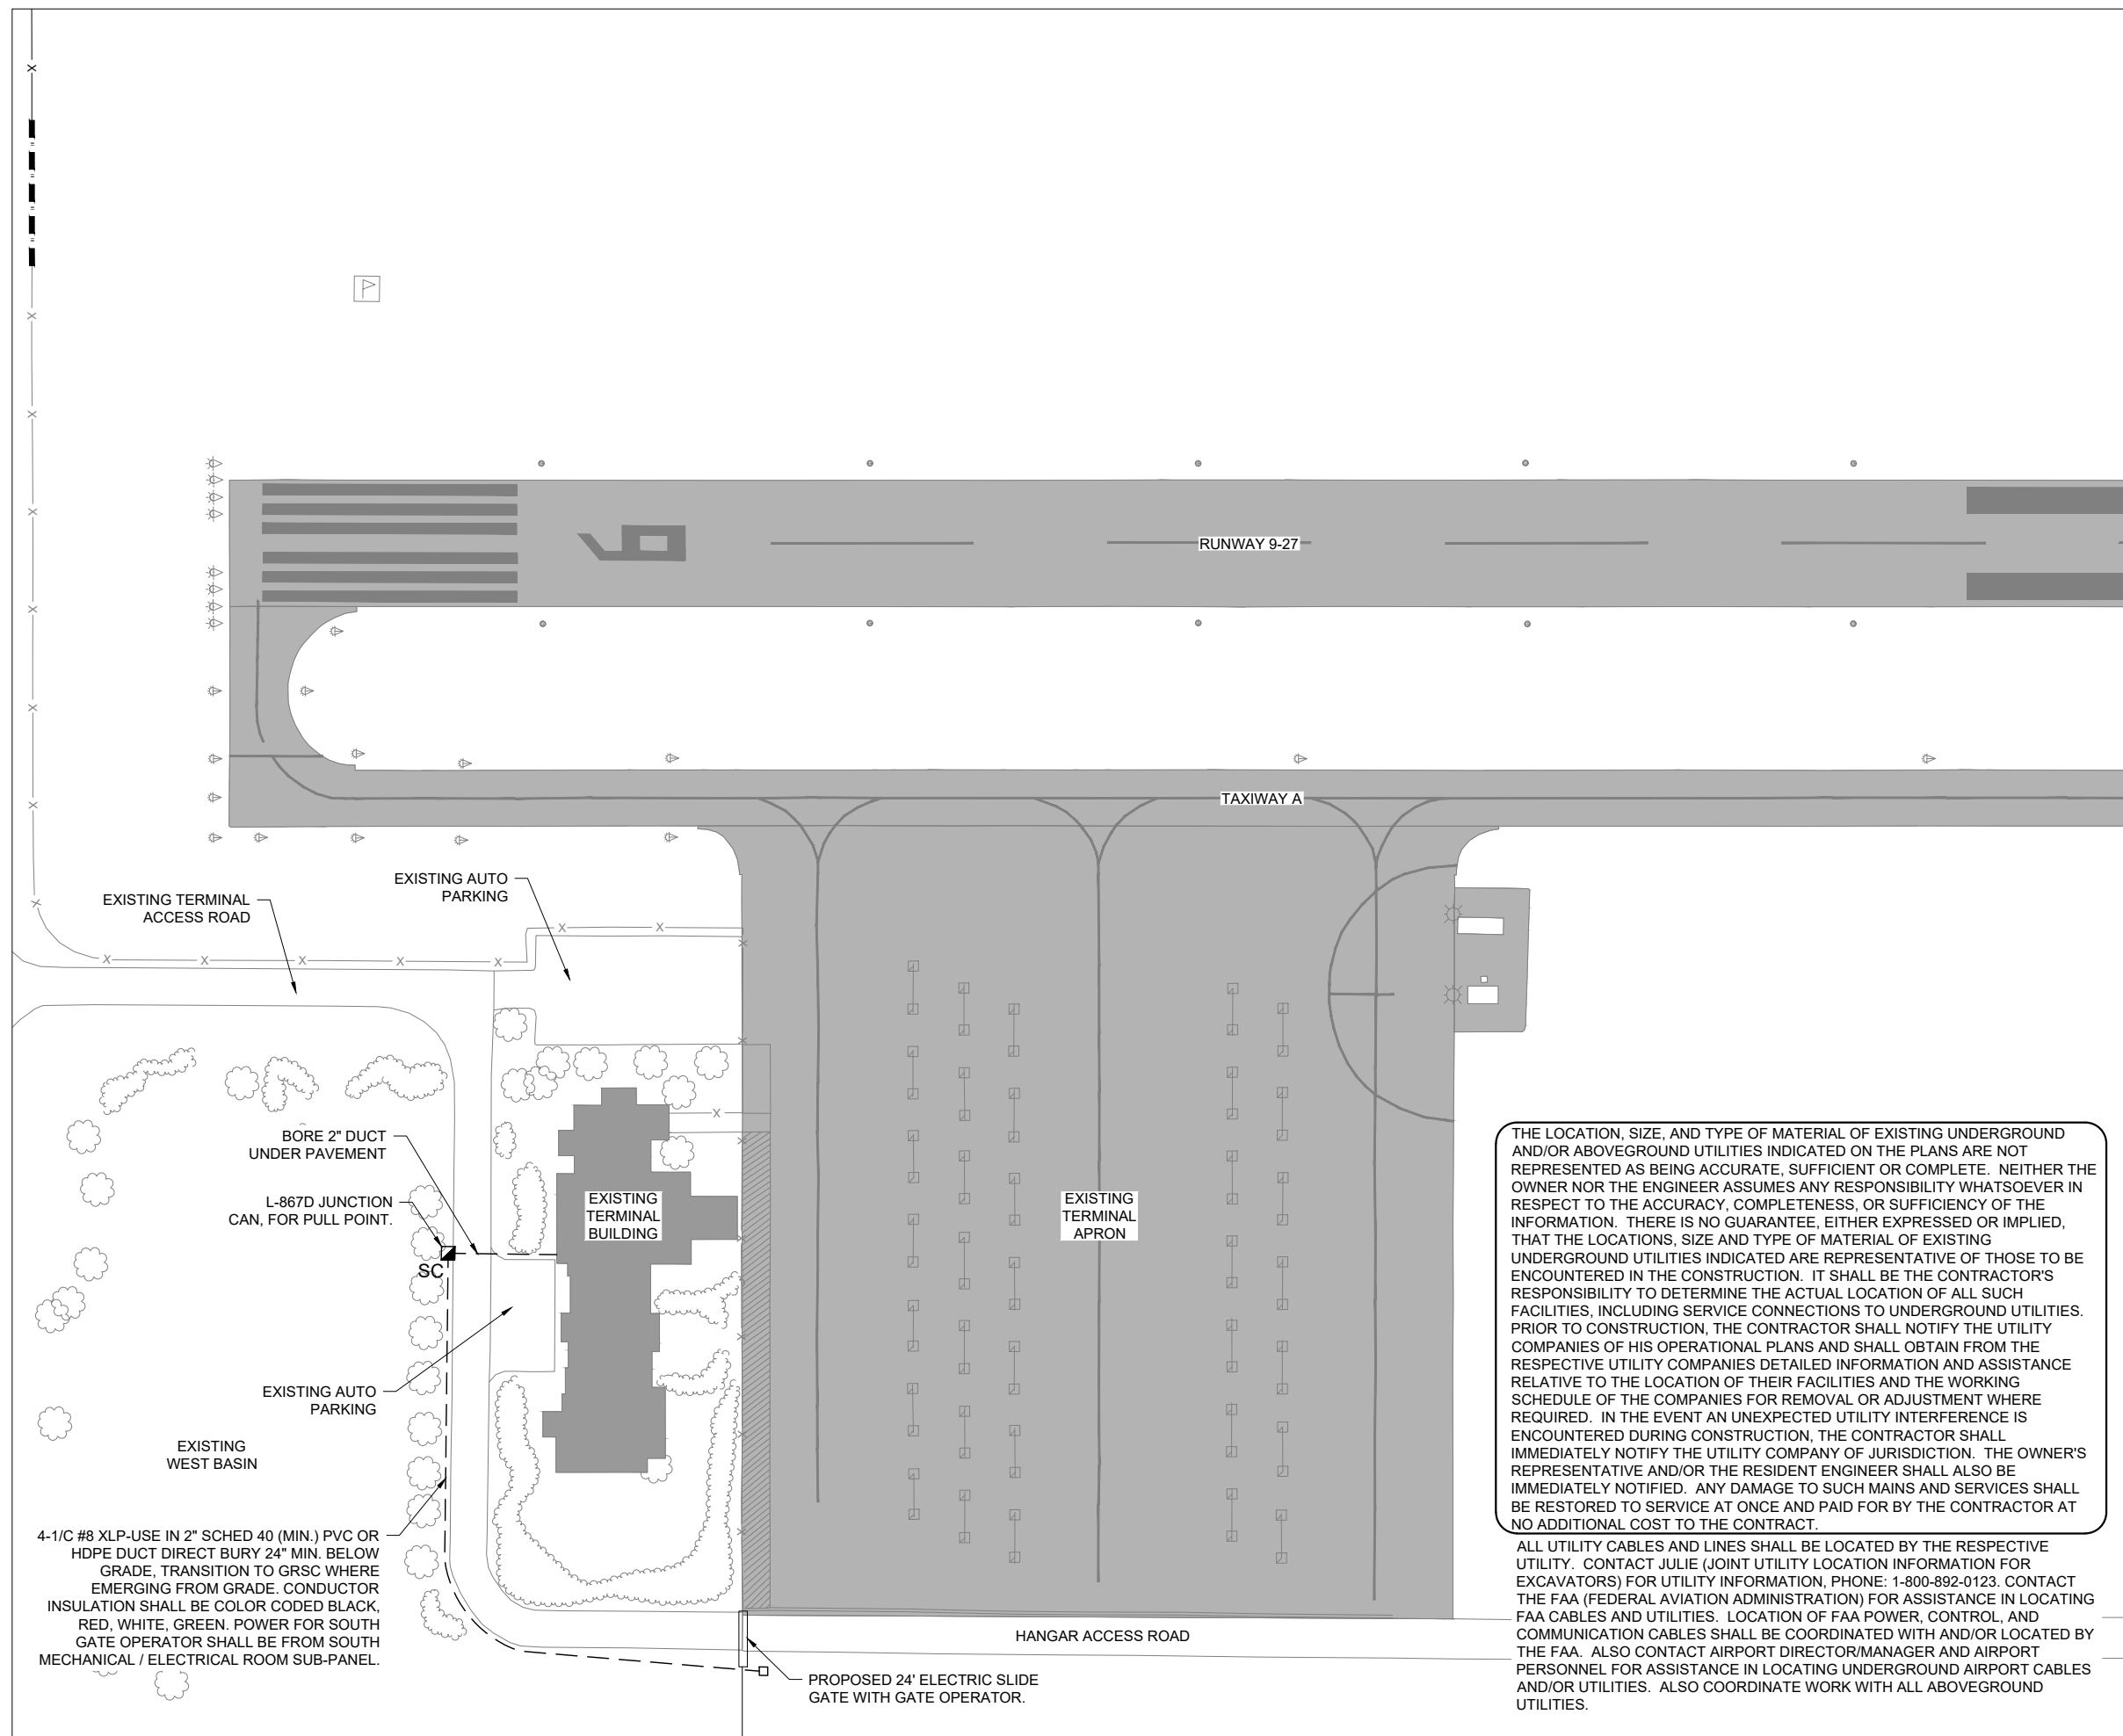 RUNWAY 9-27
TAXIWAY A
EXISTING AUTO
PARKING
EXISTING TERMINAL
ACCESS ROAD
BORE 2" DUCT
UNDER PAVEMENT
L-867D JUNCTION
CAN, FOR PULL POINT.
SC
EXISTING
TERMINAL
BUILDING
EXISTING
TERMINAL
APRON
EXISTING AUTO
PARKING
EXISTING
WEST BASIN
4-1/C #8 XLP-USE IN 2" SCHED 40 (MIN.) PVC OR
HDPE DUCT DIRECT BURY 24" MIN. BELOW
GRADE, TRANSITION TO GRSC WHERE
EMERGING FROM GRADE. CONDUCTOR
INSULATION SHALL BE COLOR CODED BLACK,
RED, WHITE, GREEN. POWER FOR SOUTH
GATE OPERATOR SHALL BE FROM SOUTH
MECHANICAL / ELECTRICAL ROOM SUB-PANEL.
HANGAR ACCESS ROAD
PROPOSED 24' ELECTRIC SLIDE
GATE WITH GATE OPERATOR.
THE LOCATION, SIZE, AND TYPE OF MATERIAL OF EXISTING UNDERGROUND
AND/OR ABOVEGROUND UTILITIES INDICATED ON THE PLANS ARE NOT
REPRESENTED AS BEING ACCURATE, SUFFICIENT OR COMPLETE. NEITHER THE
OWNER NOR THE ENGINEER ASSUMES ANY RESPONSIBILITY WHATSOEVER IN
RESPECT TO THE ACCURACY, COMPLETENESS, OR SUFFICIENCY OF THE
INFORMATION. THERE IS NO GUARANTEE, EITHER EXPRESSED OR IMPLIED,
THAT THE LOCATIONS, SIZE AND TYPE OF MATERIAL OF EXISTING
UNDERGROUND UTILITIES INDICATED ARE REPRESENTATIVE OF THOSE TO BE
ENCOUNTERED IN THE CONSTRUCTION. IT SHALL BE THE CONTRACTOR'S
RESPONSIBILITY TO DETERMINE THE ACTUAL LOCATION OF ALL SUCH
FACILITIES, INCLUDING SERVICE CONNECTIONS TO UNDERGROUND UTILITIES.
PRIOR TO CONSTRUCTION, THE CONTRACTOR SHALL NOTIFY THE UTILITY
COMPANIES OF HIS OPERATIONAL PLANS AND SHALL OBTAIN FROM THE
RESPECTIVE UTILITY COMPANIES DETAILED INFORMATION AND ASSISTANCE
RELATIVE TO THE LOCATION OF THEIR FACILITIES AND THE WORKING
SCHEDULE OF THE COMPANIES FOR REMOVAL OR ADJUSTMENT WHERE
REQUIRED. IN THE EVENT AN UNEXPECTED UTILITY INTERFERENCE IS
ENCOUNTERED DURING CONSTRUCTION, THE CONTRACTOR SHALL
IMMEDIATELY NOTIFY THE UTILITY COMPANY OF JURISDICTION. THE OWNER'S
REPRESENTATIVE AND/OR THE RESIDENT ENGINEER SHALL ALSO BE
IMMEDIATELY NOTIFIED. ANY DAMAGE TO SUCH MAINS AND SERVICES SHALL
BE RESTORED TO SERVICE AT ONCE AND PAID FOR BY THE CONTRACTOR AT
NO ADDITIONAL COST TO THE CONTRACT.
ALL UTILITY CABLES AND LINES SHALL BE LOCATED BY THE RESPECTIVE
UTILITY. CONTACT JULIE (JOINT UTILITY LOCATION INFORMATION FOR
EXCAVATORS) FOR UTILITY INFORMATION, PHONE: 1-800-892-0123. CONTACT
THE FAA (FEDERAL AVIATION ADMINISTRATION) FOR ASSISTANCE IN LOCATING
FAA CABLES AND UTILITIES. LOCATION OF FAA POWER, CONTROL, AND
COMMUNICATION CABLES SHALL BE COORDINATED WITH AND/OR LOCATED BY
THE FAA. ALSO CONTACT AIRPORT DIRECTOR/MANAGER AND AIRPORT
PERSONNEL FOR ASSISTANCE IN LOCATING UNDERGROUND AIRPORT CABLES
AND/OR UTILITIES. ALSO COORDINATE WORK WITH ALL ABOVEGROUND
UTILITIES.
9